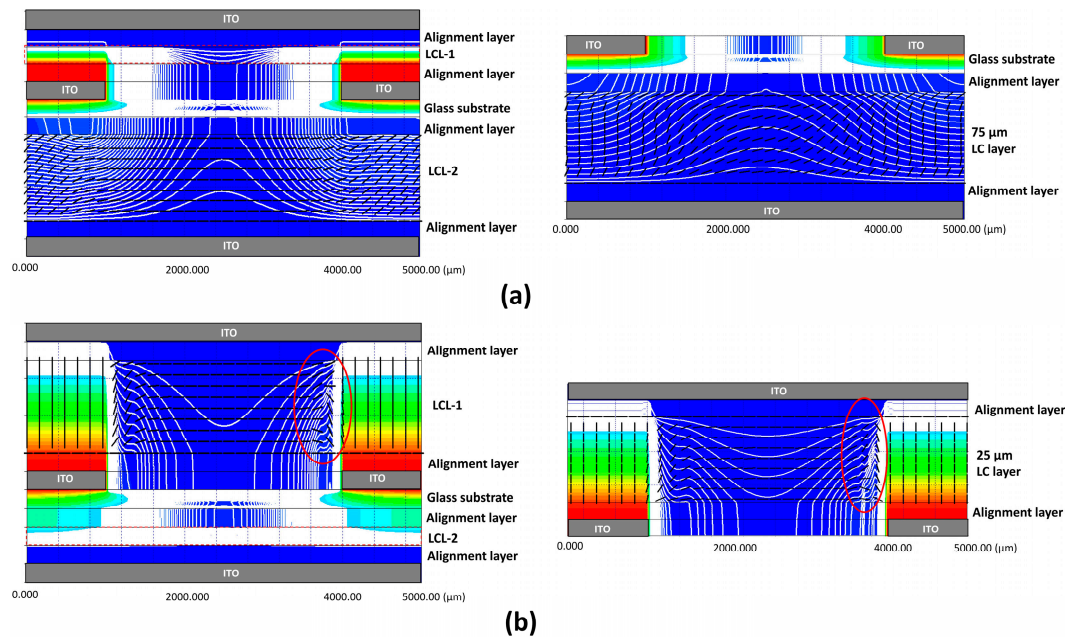 ITO
Alignment layer
LCL-1
Alignment layer
ITO
ITO
Glass substrate
Alignment layer
LCL-2
Alignment layer
ITO
0.000
2000.000
4000.00
5000.00 (µm)
ITO
ITO
Glass substrate
Alignment layer
75 µm
LC layer
Alignment layer
ITO
0.000
2000.000
4000.00
5000.00 (µm)
(a)
ITO
Alignment layer
LCL-1
Alignment layer
ITO
ITO
Glass substrate
Alignment layer
LCL-2
Alignment layer
ITO
0.000
2000.000
4000.00
5000.00 (µm)
ITO
Alignment layer
25 µm
LC layer
Alignment layer
ITO
ITO
0.000
2000.000
4000.00
5000.00 (µm)
(b)